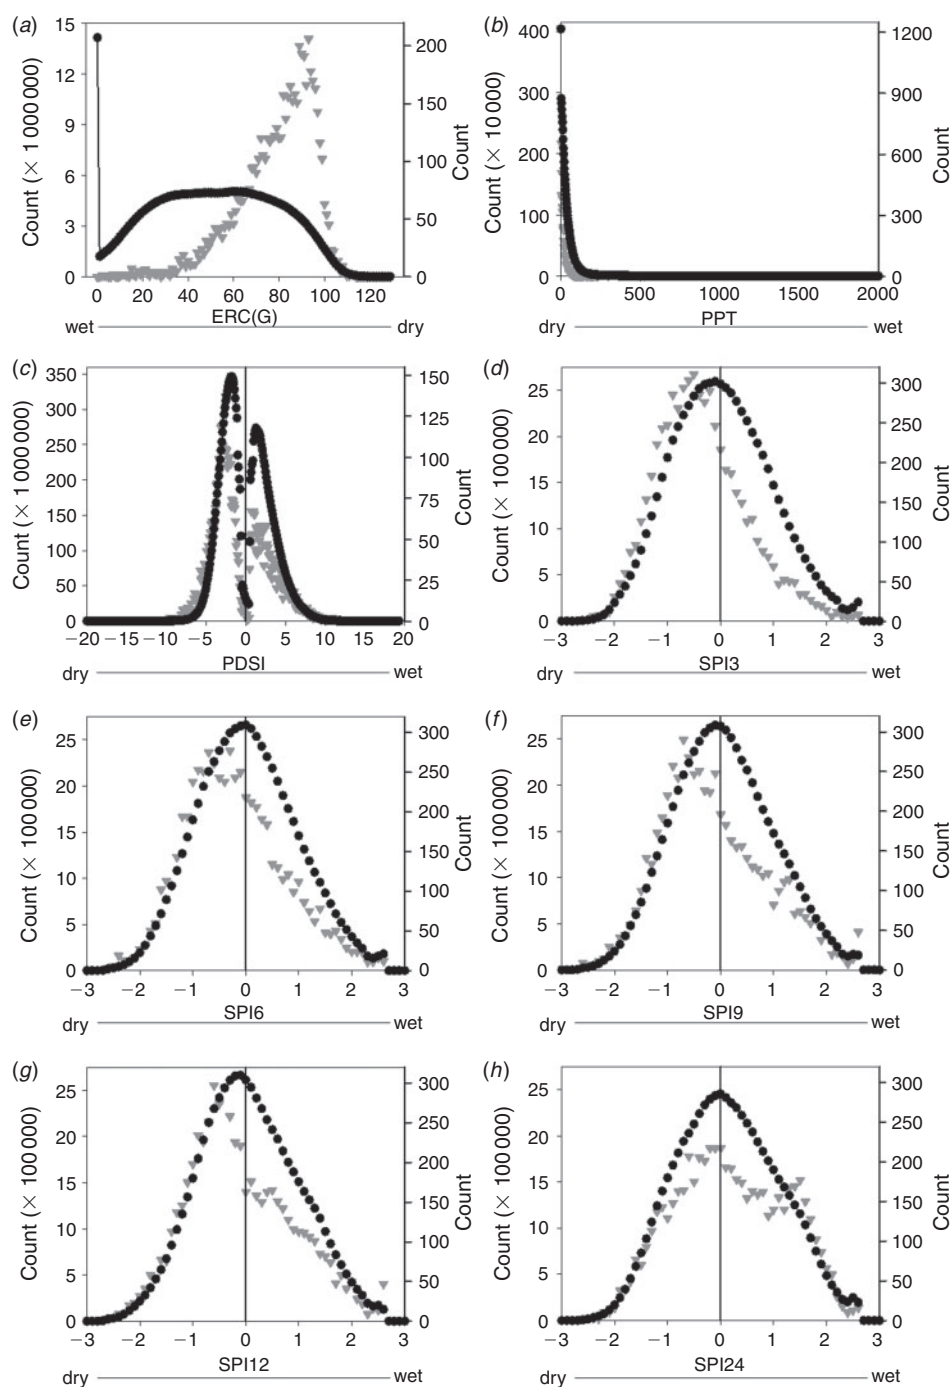 (a)
15
12
9
6
3
0
Count (× 1 000 000)
200
150
100
50
0
Count
0 20 40 60 80 100 120
ERC(G)
wet dry
(b)
400
300
200
100
0
Count (× 10 000)
1200
900
600
300
0
Count
0 500 1000 1500 2000
PPT
dry wet
(c)
350
300
250
200
150
100
50
0
Count (× 1 000 000)
150
125
100
75
50
25
0
Count
−20 −15 −10 −5 0 5 10 15 20
PDSI
dry wet
(d)
25
20
15
10
5
0
Count (× 100 000)
300
250
200
150
100
50
0
Count
−3 −2 −1 0 1 2 3
SPI3
dry wet
(e)
25
20
15
10
5
0
Count (× 100 000)
300
250
200
150
100
50
0
Count
−3 −2 −1 0 1 2 3
SPI6
dry wet
(f)
25
20
15
10
5
0
Count (× 100 000)
300
250
200
150
100
50
0
Count
−3 −2 −1 0 1 2 3
SPI9
dry wet
(g)
25
20
15
10
5
0
Count (× 100 000)
300
250
200
150
100
50
0
Count
−3 −2 −1 0 1 2 3
SPI12
dry wet
(h)
25
20
15
10
5
0
Count (× 100 000)
300
250
200
150
100
50
0
Count
−3 −2 −1 0 1 2 3
SPI24
dry wet